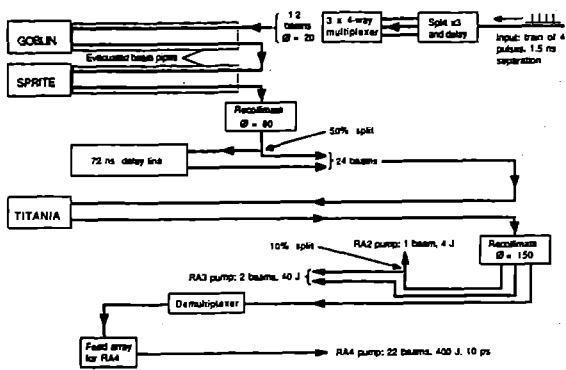 GOBLIN
12
beams
Ø = 20
3 x 4-way
multiplexer
Split x3
and delay
Input: train of 4
pulses, 1.5 ns
separation
Evacuated beam pipes
SPRITE
Recollimate
Ø = 80
50% split
72 ns delay line
24 beams
TITANIA
10% split
RA2 pump: 1 beam, 4 J
Recollimate
Ø = 150
RA3 pump: 2 beams, 40 J
Demultiplexer
Feed array
for RA4
RA4 pump: 22 beams, 400 J, 10 ps